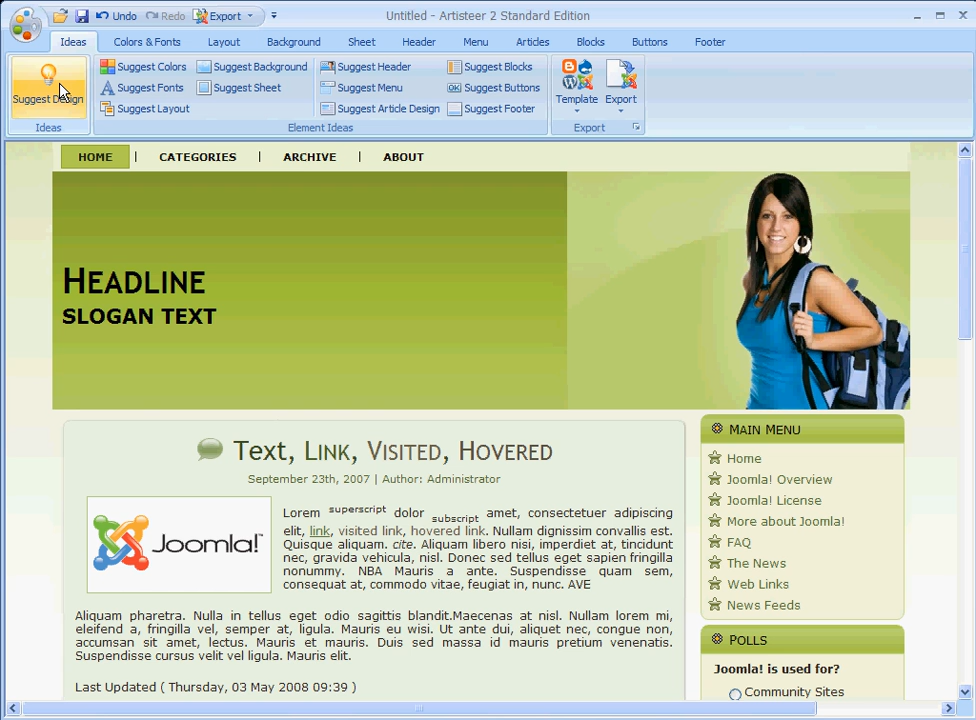 Undo Redo Export Untitled - Artisteer 2 Standard Edition
Ideas Colors & Fonts Layout Background Sheet Header Menu Articles Blocks Buttons Footer
Suggest Design
Ideas
Suggest Colors Suggest Background
Suggest Fonts Suggest Sheet
Suggest Layout
Suggest Header Suggest Blocks
Suggest Menu OK Suggest Buttons
Suggest Article Design Suggest Footer
Element Ideas
Template Export
Export
HOME | CATEGORIES | ARCHIVE | ABOUT
HEADLINE
SLOGAN TEXT
Text, LINK, VISITED, HOVERED
September 23th, 2007 | Author: Administrator
Joomla!™
Lorem superscript dolor subscript amet, consectetuer adipiscing
elit, link, visited link, hovered link. Nullam dignissim convallis est.
Quisque aliquam. cite. Aliquam libero nisi, imperdiet at, tincidunt
nec, gravida vehicula, nisl. Donec sed tellus eget sapien fringilla
nonummy. NBA Mauris a ante. Suspendisse quam sem,
consequat at, commodo vitae, feugiat in, nunc. AVE
Aliquam pharetra. Nulla in tellus eget odio sagittis blandit.Maecenas at nisl. Nullam lorem mi,
eleifend a, fringilla vel, semper at, ligula. Mauris eu wisi. Ut ante dui, aliquet nec, congue non,
accumsan sit amet, lectus. Mauris et mauris. Duis sed massa id mauris pretium venenatis.
Suspendisse cursus velit vel ligula. Mauris elit.
Last Updated ( Thursday, 03 May 2008 09:39 )
MAIN MENU
Home
Joomla! Overview
Joomla! License
More about Joomla!
FAQ
The News
Web Links
News Feeds
POLLS
Joomla! is used for?
Community Sites